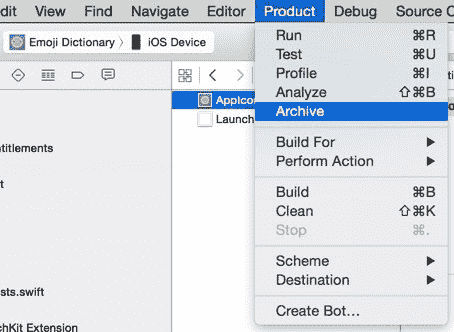 dit View Find Navigate Editor Product Debug Source C
Emoji Dictionary 〉 iOS Device
Run ⌘R
Test ⌘U
Profile ⌘I
Analyze ⇧⌘B
Archive
Build For ▶
Perform Action ▶
Build ⌘B
Clean ⇧⌘K
Stop ⌘.
Scheme ▶
Destination ▶
Create Bot…
AppIco
Launch
ntitlements
t
sts.swift
hKit Extension